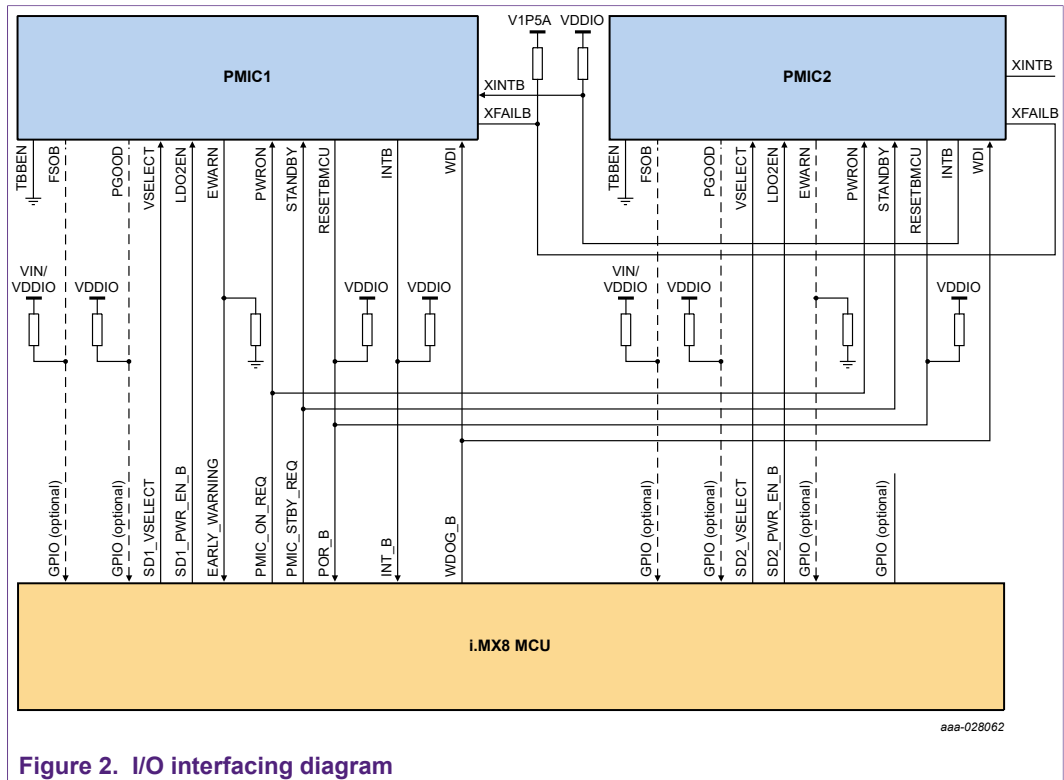 V1P5A
VDDIO
PMIC1
PMIC2
XINTB
XFAILB
XINTB
XFAILB
TBBEN
FSOB
PGOOD
VSELECT
LDO2EN
EWARN
PWRON
STANDBY
RESETBMCU
INTB
WDI
TBBEN
FSOB
PGOOD
VSELECT
LDO2EN
EWARN
PWRON
STANDBY
RESETBMCU
INTB
WDI
VIN/
VDDIO
VDDIO
VDDIO
VDDIO
VIN/
VDDIO
VDDIO
VDDIO
GPIO (optional)
GPIO (optional)
SD1_VSELECT
SD1_PWR_EN_B
EARLY_WARNING
PMIC_ON_REQ
PMIC_STBY_REQ
POR_B
INT_B
WDOG_B
GPIO (optional)
GPIO (optional)
SD2_VSELECT
SD2_PWR_EN_B
GPIO (optional)
GPIO (optional)
i.MX8 MCU
aaa-028062
Figure 2. I/O interfacing diagram